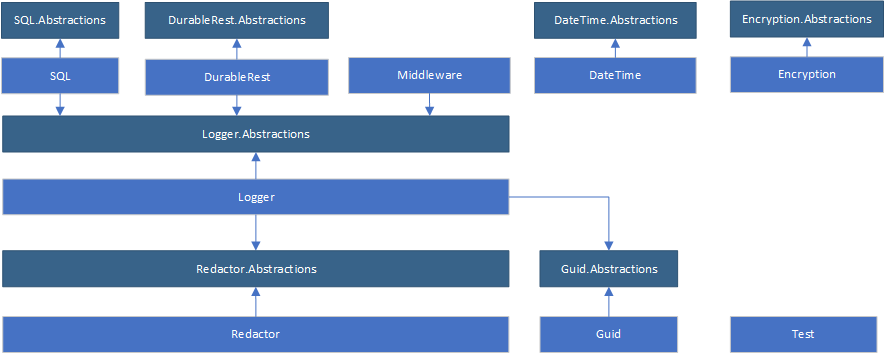 SQL.Abstractions
DurableRest.Abstractions
DateTime.Abstractions
Encryption.Abstractions
SQL
DurableRest
Middleware
DateTime
Encryption
Logger.Abstractions
Logger
Redactor.Abstractions
Guid.Abstractions
Redactor
Guid
Test